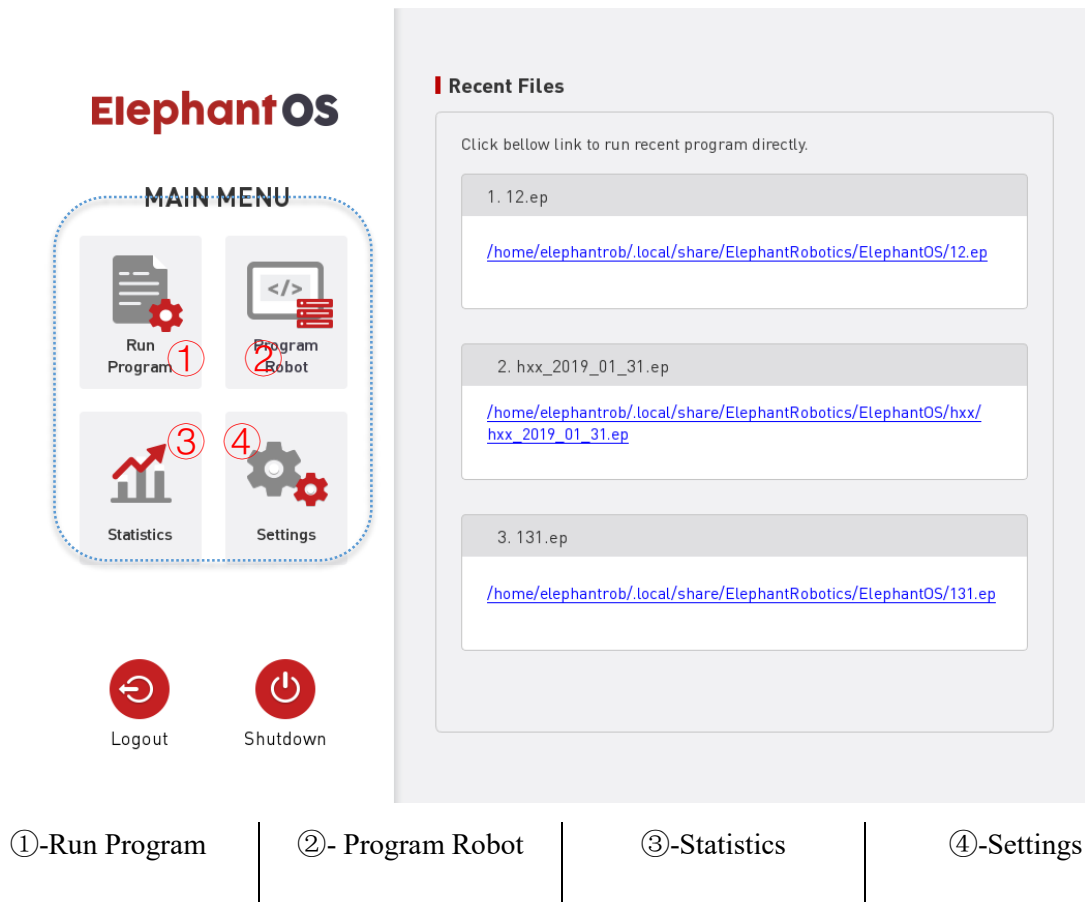 Elephant OS
MAIN MENU
Run
Program
①
Program
Robot
②
③
Statistics
④
Settings
Logout
Shutdown
Recent Files
Click bellow link to run recent program directly.
1. 12.ep
/home/elephantrob/.local/share/ElephantRobotics/ElephantOS/12.ep
2. hxx_2019_01_31.ep
/home/elephantrob/.local/share/ElephantRobotics/ElephantOS/hxx/
hxx_2019_01_31.ep
3. 131.ep
/home/elephantrob/.local/share/ElephantRobotics/ElephantOS/131.ep
①-Run Program
②- Program Robot
③-Statistics
④-Settings